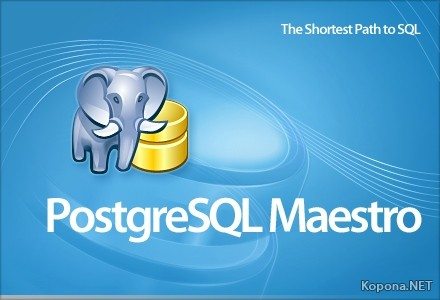 The Shortest Path to SQL
PostgreSQL Maestro
Kopona.NET